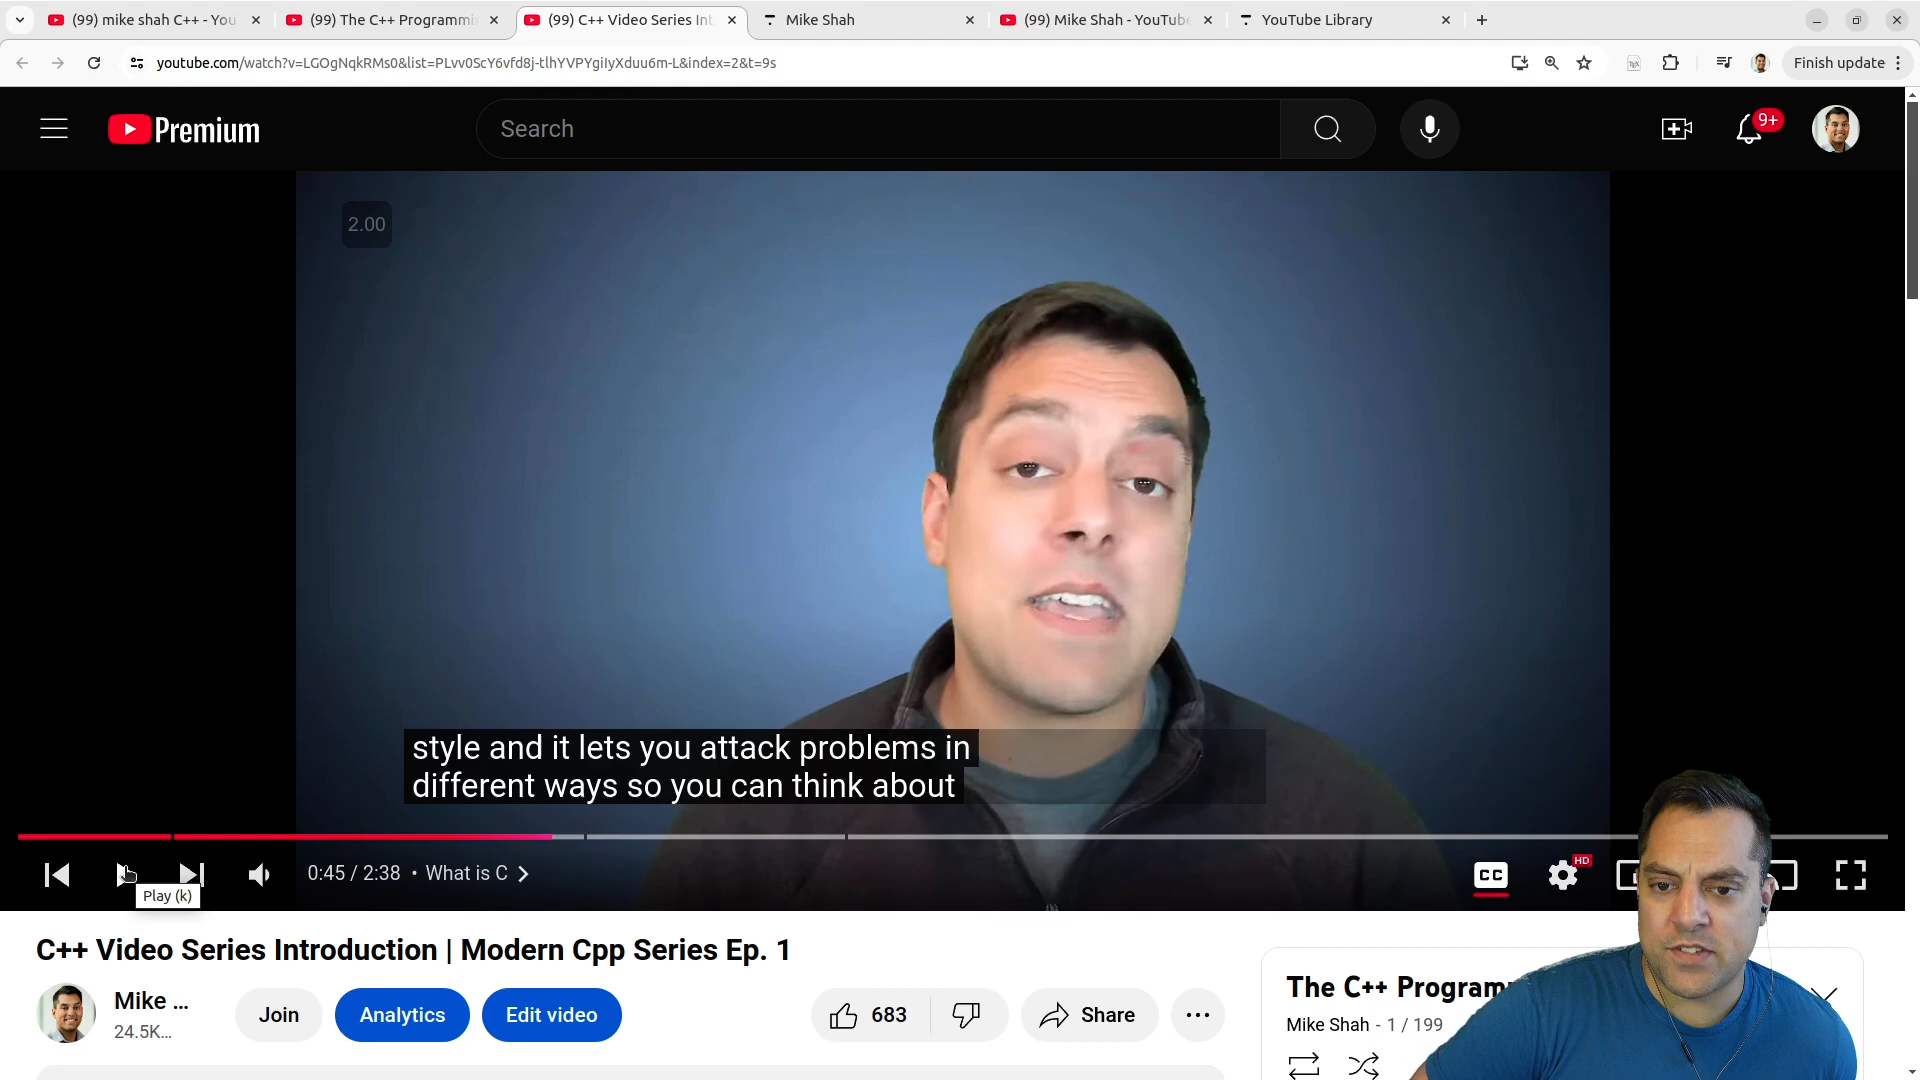 (99) mike shah C++ - You
(99) The C++ Programmi
(99) C++ Video Series Int
Mike Shah
(99) Mike Shah - YouTube
YouTube Library
youtube.com/watch?v=LGOgNqkRMs0&list=PLvv0ScY6vfd8j-tlhYVPYgiIyXduu6m-L&index=2&t=9s
Finish update
Premium
Search
9+
2.00
style and it lets you attack problems in
different ways so you can think about
0:45 / 2:38 • What is C
CC
HD
Play (k)
C++ Video Series Introduction | Modern Cpp Series Ep. 1
Mike ...
24.5K...
Join
Analytics
Edit video
683
Share
The C++ Program
Mike Shah - 1 / 199